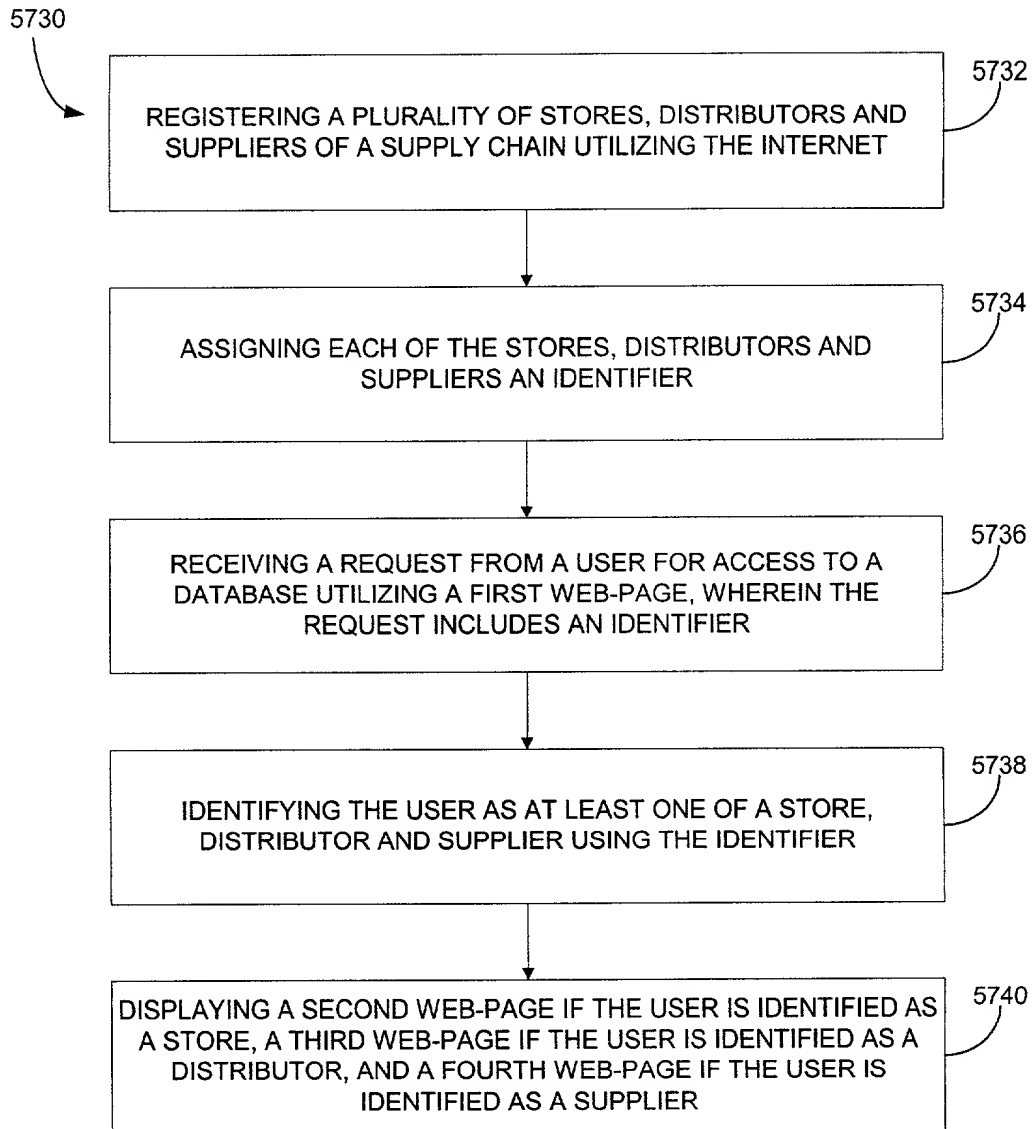 5730
5732
REGISTERING A PLURALITY OF STORES, DISTRIBUTORS AND
SUPPLIERS OF A SUPPLY CHAIN UTILIZING THE INTERNET
5734
ASSIGNING EACH OF THE STORES, DISTRIBUTORS AND
SUPPLIERS AN IDENTIFIER
5736
RECEIVING A REQUEST FROM A USER FOR ACCESS TO A
DATABASE UTILIZING A FIRST WEB-PAGE, WHEREIN THE
REQUEST INCLUDES AN IDENTIFIER
5738
IDENTIFYING THE USER AS AT LEAST ONE OF A STORE,
DISTRIBUTOR AND SUPPLIER USING THE IDENTIFIER
5740
DISPLAYING A SECOND WEB-PAGE IF THE USER IS IDENTIFIED AS
A STORE, A THIRD WEB-PAGE IF THE USER IS IDENTIFIED AS A
DISTRIBUTOR, AND A FOURTH WEB-PAGE IF THE USER IS
IDENTIFIED AS A SUPPLIER